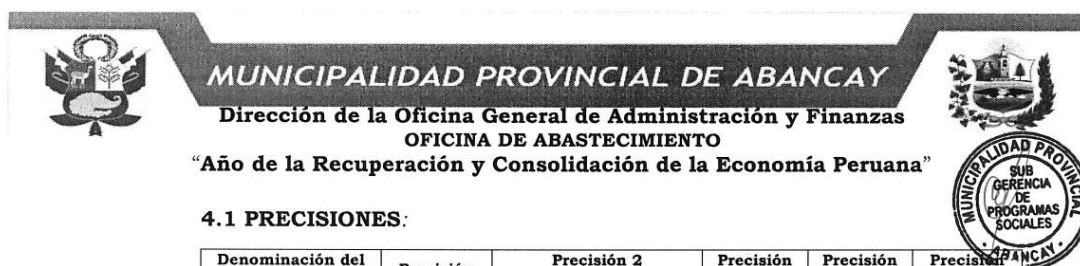 MUNICIPALIDAD PROVINCIAL DE ABANCAY
Dirección de la Oficina General de Administración y Finanzas
OFICINA DE ABASTECIMIENTO
“Año de la Recuperación y Consolidación de la Economía Peruana”
MUNICIPALIDAD PROVINCIAL
SUB
GERENCIA
DE
PROGRAMAS
SOCIALES
ABANCAY
4.1 PRECISIONES:
Denominación del Precisión Precisión 2 Precisión Precisión Precisión